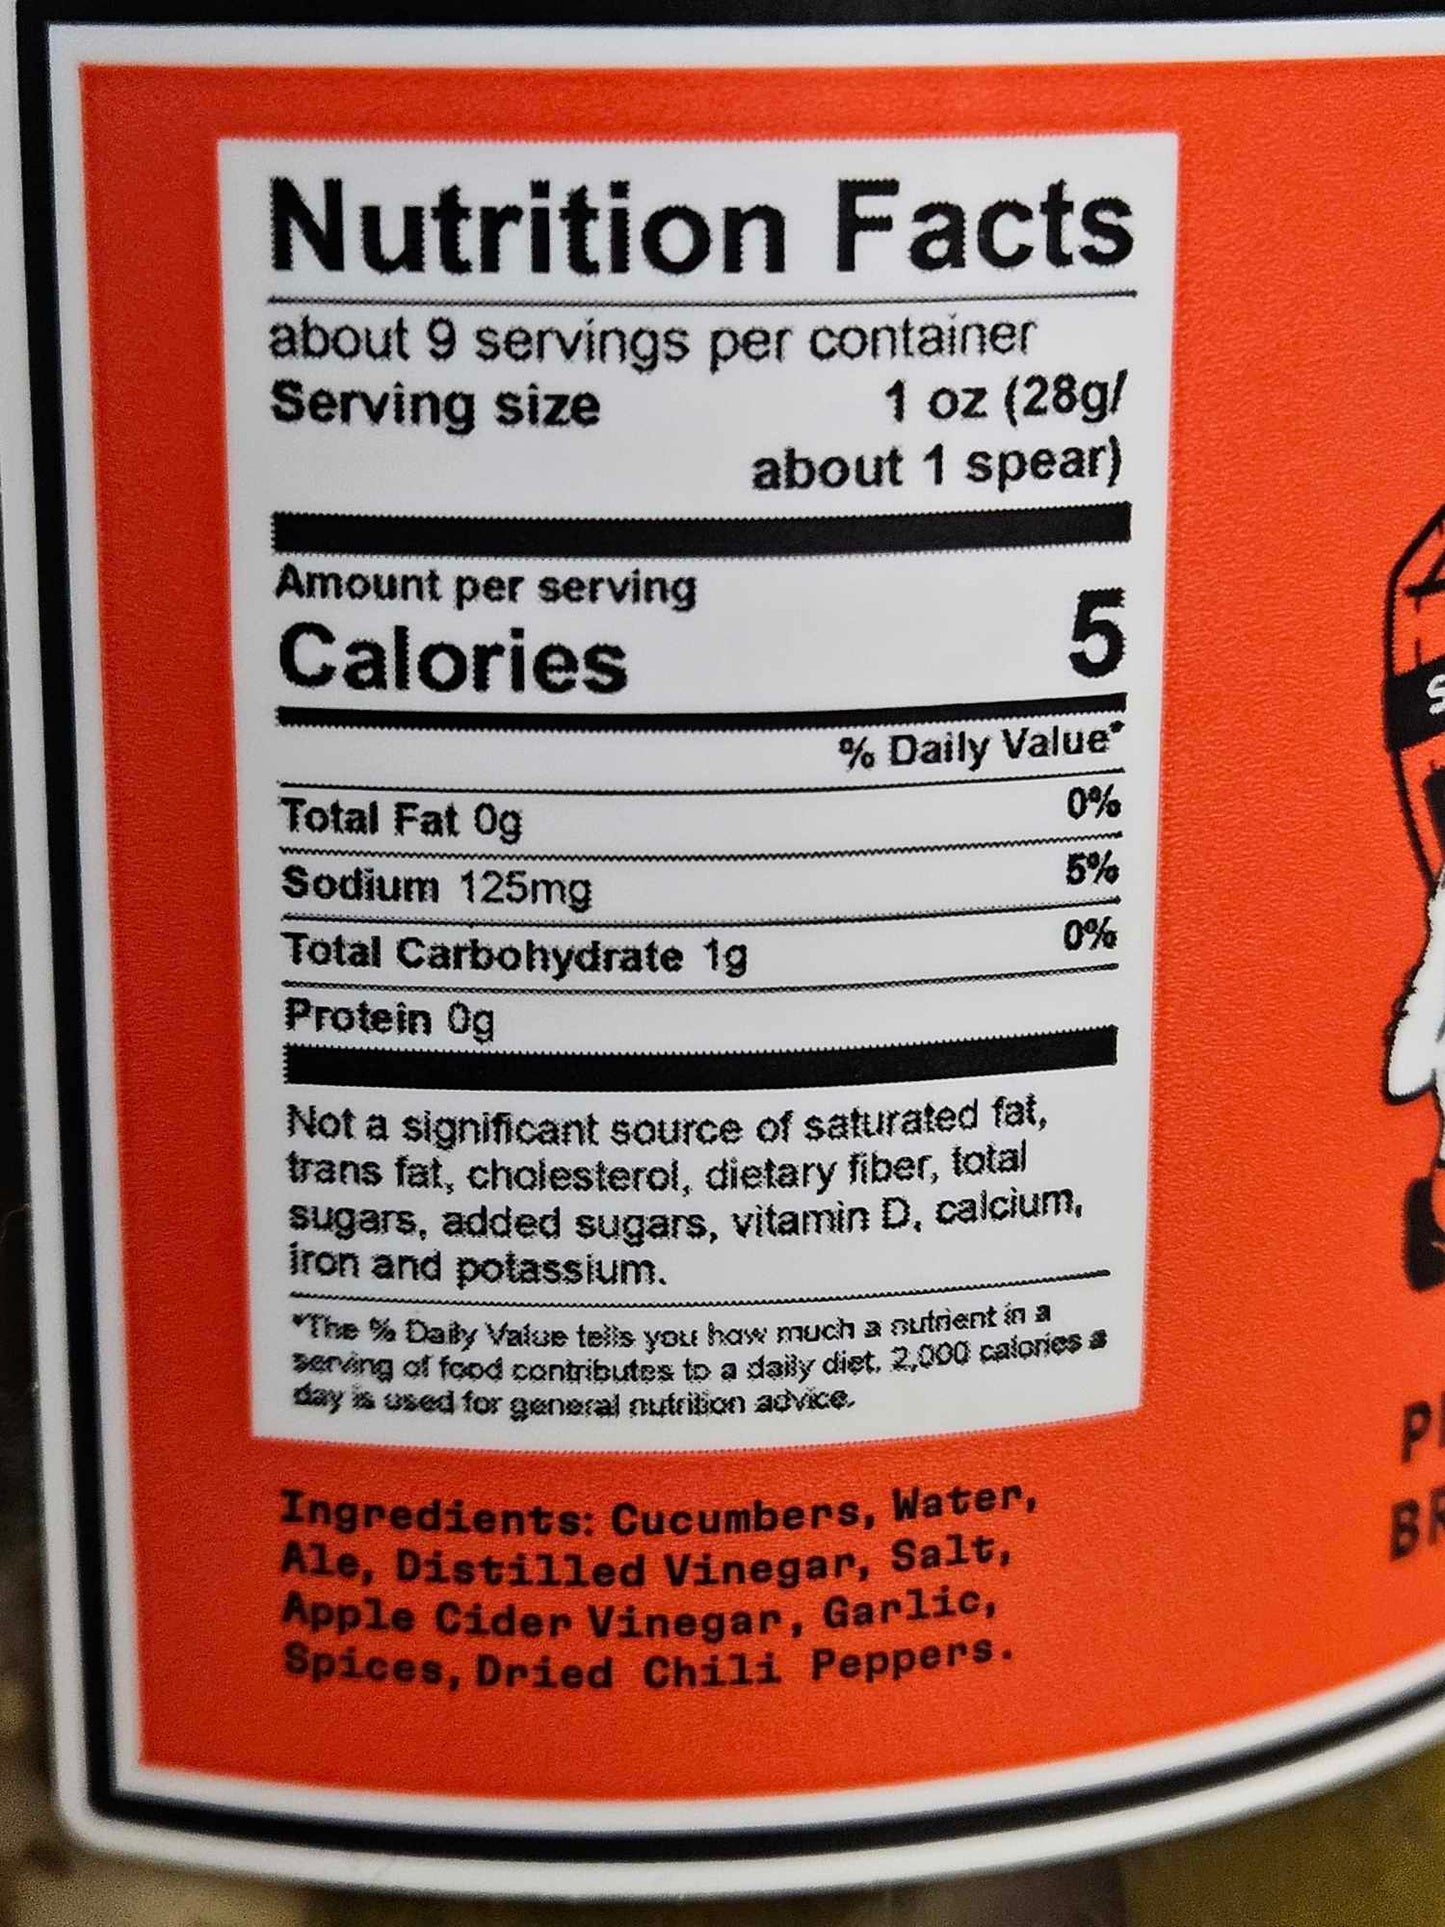 Nutrition Facts
about 9 servings per container
Serving size 1 oz (28g/
about 1 spear)
Amount per serving
Calories 5
% Daily Value*
Total Fat 0g 0%
Sodium 125mg 5%
Total Carbohydrate 1g 0%
Protein 0g
Not a significant source of saturated fat,
trans fat, cholesterol, dietary fiber, total
sugars, added sugars, vitamin D, calcium,
iron and potassium.
*The % Daily Value tells you how much a nutrient in a
serving of food contributes to a daily diet. 2,000 calories a
day is used for general nutrition advice.
Ingredients: Cucumbers, Water,
Ale, Distilled Vinegar, Salt,
Apple Cider Vinegar, Garlic,
Spices, Dried Chili Peppers.